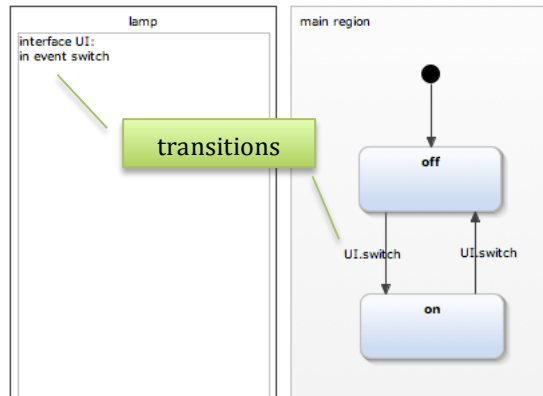 lamp
interface UI:
in event switch
main region
transitions
off
UI.switch
UI.switch
on